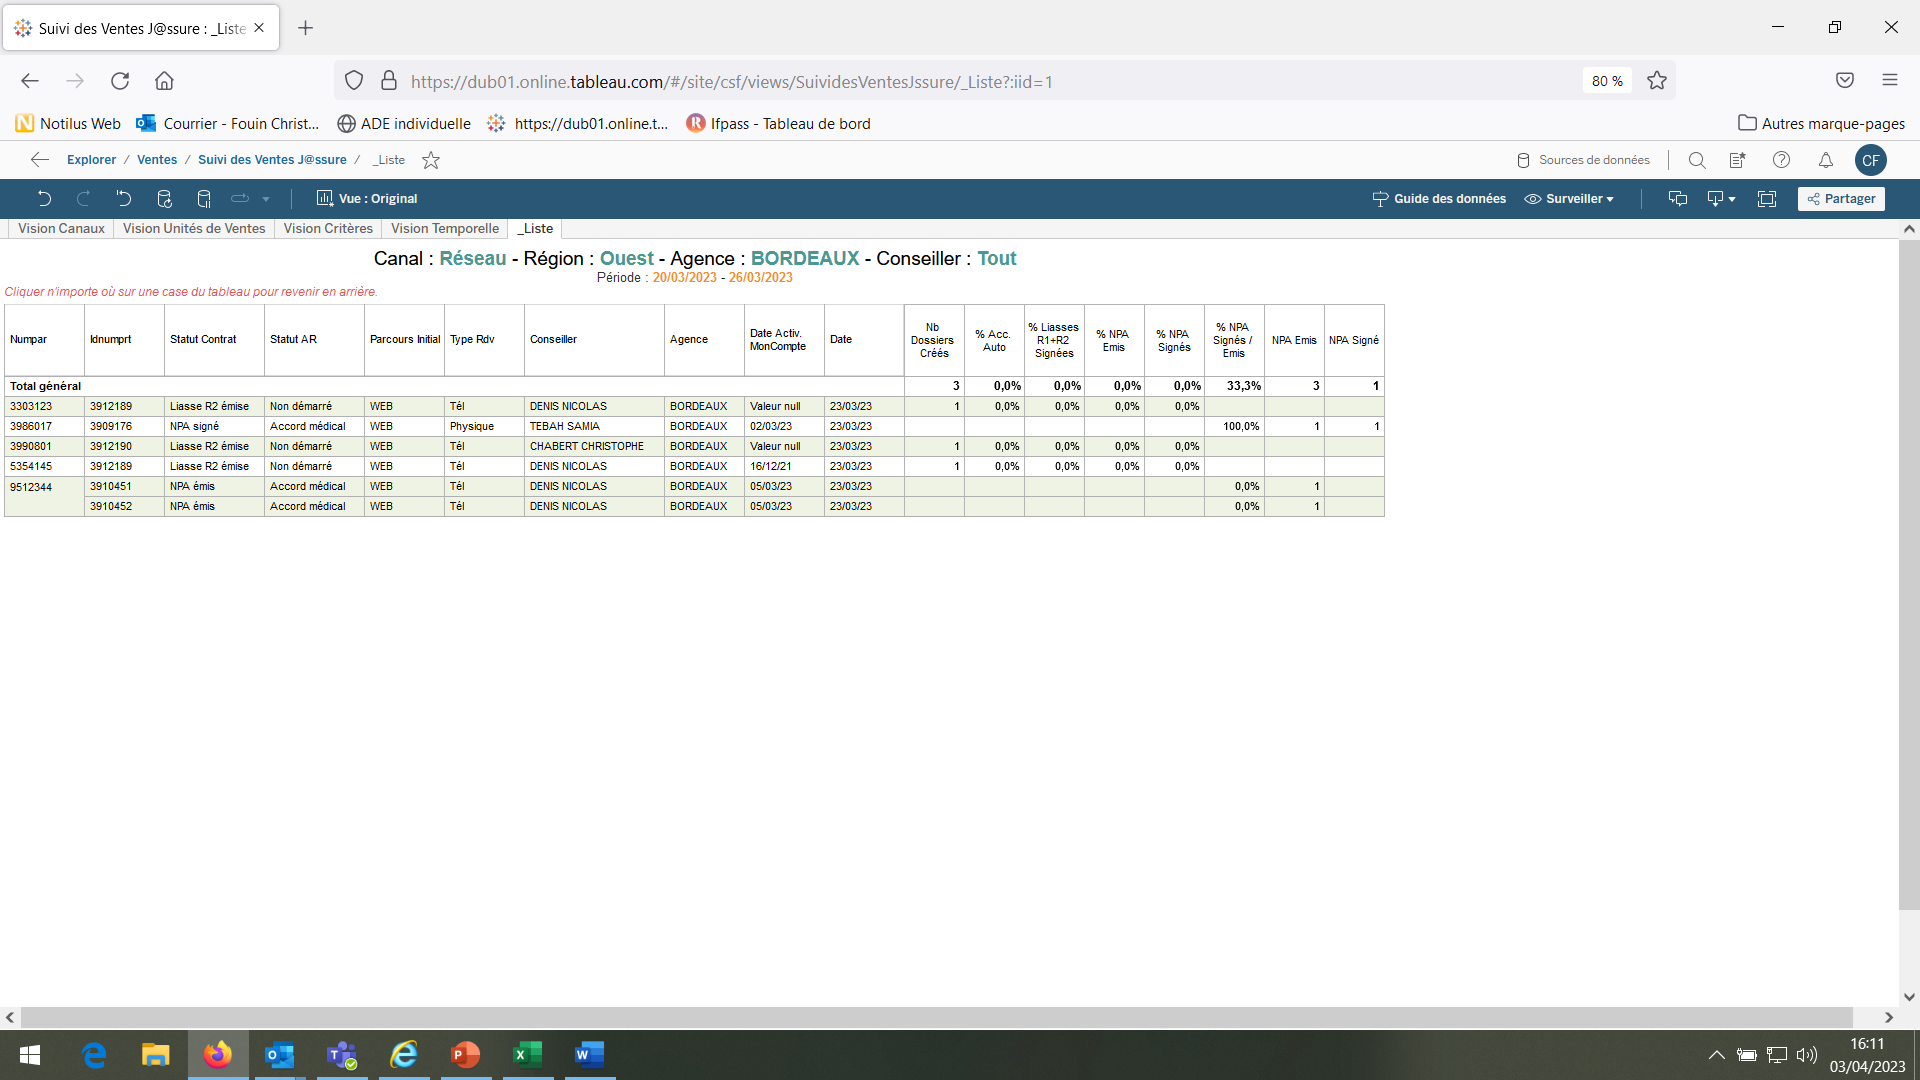 Suivi des Ventes J@ssure : _Liste
https://dub01.online.tableau.com/#/site/csf/views/SuividesVentesJssure/_Liste?:iid=1
80 %
Notilus Web
Courrier - Fouin Christ...
ADE individuelle
https://dub01.online.t...
Ifpass - Tableau de bord
Autres marque-pages
Explorer / Ventes / Suivi des Ventes J@ssure / _Liste
Sources de données
CF
Vue : Original
Guide des données
Surveiller
Partager
Vision Canaux
Vision Unités de Ventes
Vision Critères
Vision Temporelle
_Liste
Canal : Réseau - Région : Ouest - Agence : BORDEAUX - Conseiller : Tout
Période : 20/03/2023 - 26/03/2023
Cliquer n'importe où sur une case du tableau pour revenir en arrière.
Numpar Idnumprt Statut Contrat Statut AR Parcours Initial Type Rdv Conseiller Agence Date Activ. MonCompte Date Nb Dossiers Créés % Acc. Auto % Liasses R1+R2 Signées % NPA Emis % NPA Signés % NPA Signés / Emis NPA Emis NPA Signé
Total général 3 0,0% 0,0% 0,0% 0,0% 33,3% 3 1
3303123 3912189 Liasse R2 émise Non démarré WEB Tél DENIS NICOLAS BORDEAUX Valeur null 23/03/23 1 0,0% 0,0% 0,0% 0,0%
3986017 3909176 NPA signé Accord médical WEB Physique TEBAH SAMIA BORDEAUX 02/03/23 23/03/23 100,0% 1 1
3990801 3912190 Liasse R2 émise Non démarré WEB Tél CHABERT CHRISTOPHE BORDEAUX Valeur null 23/03/23 1 0,0% 0,0% 0,0% 0,0%
5354145 3912189 Liasse R2 émise Non démarré WEB Tél DENIS NICOLAS BORDEAUX 16/12/21 23/03/23 1 0,0% 0,0% 0,0% 0,0%
9512344 3910451 NPA émis Accord médical WEB Tél DENIS NICOLAS BORDEAUX 05/03/23 23/03/23 0,0% 1
3910452 NPA émis Accord médical WEB Tél DENIS NICOLAS BORDEAUX 05/03/23 23/03/23 0,0% 1
16:11
03/04/2023